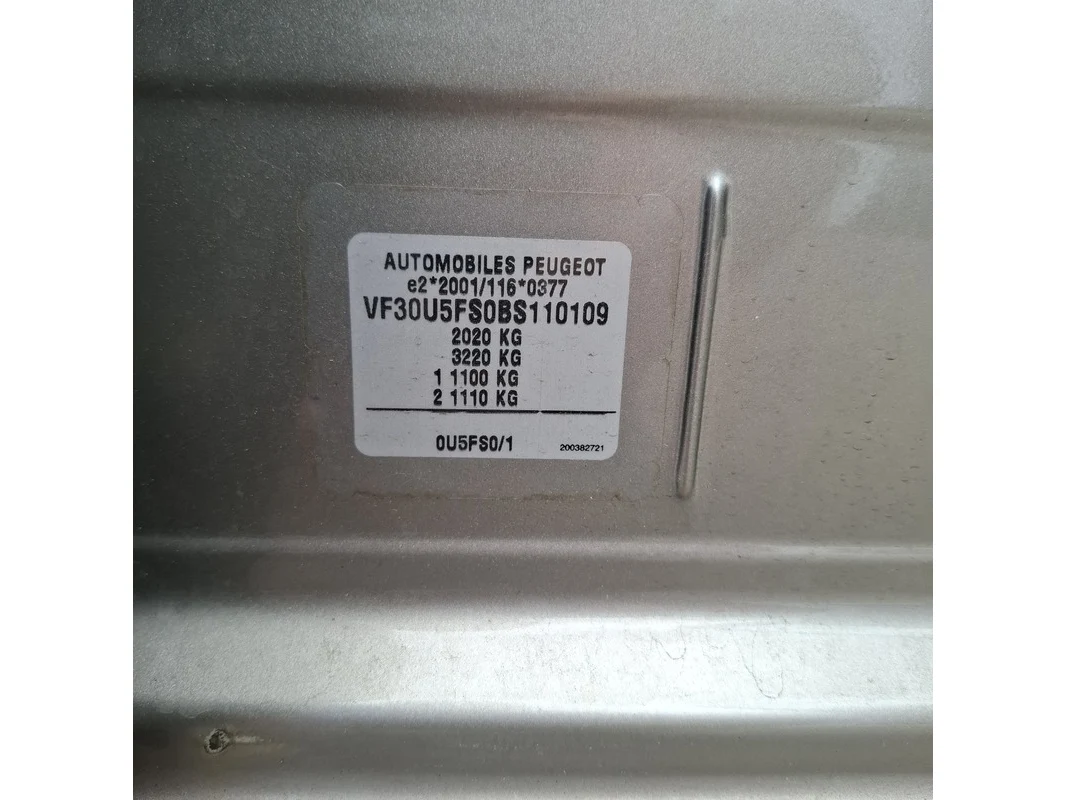 AUTOMOBILES PEUGEOT
e2*2001/116*0377
VF30U5FS0BS110109
2020 KG
3220 KG
1 1100 KG
2 1110 KG
0U5FS0/1
200382721